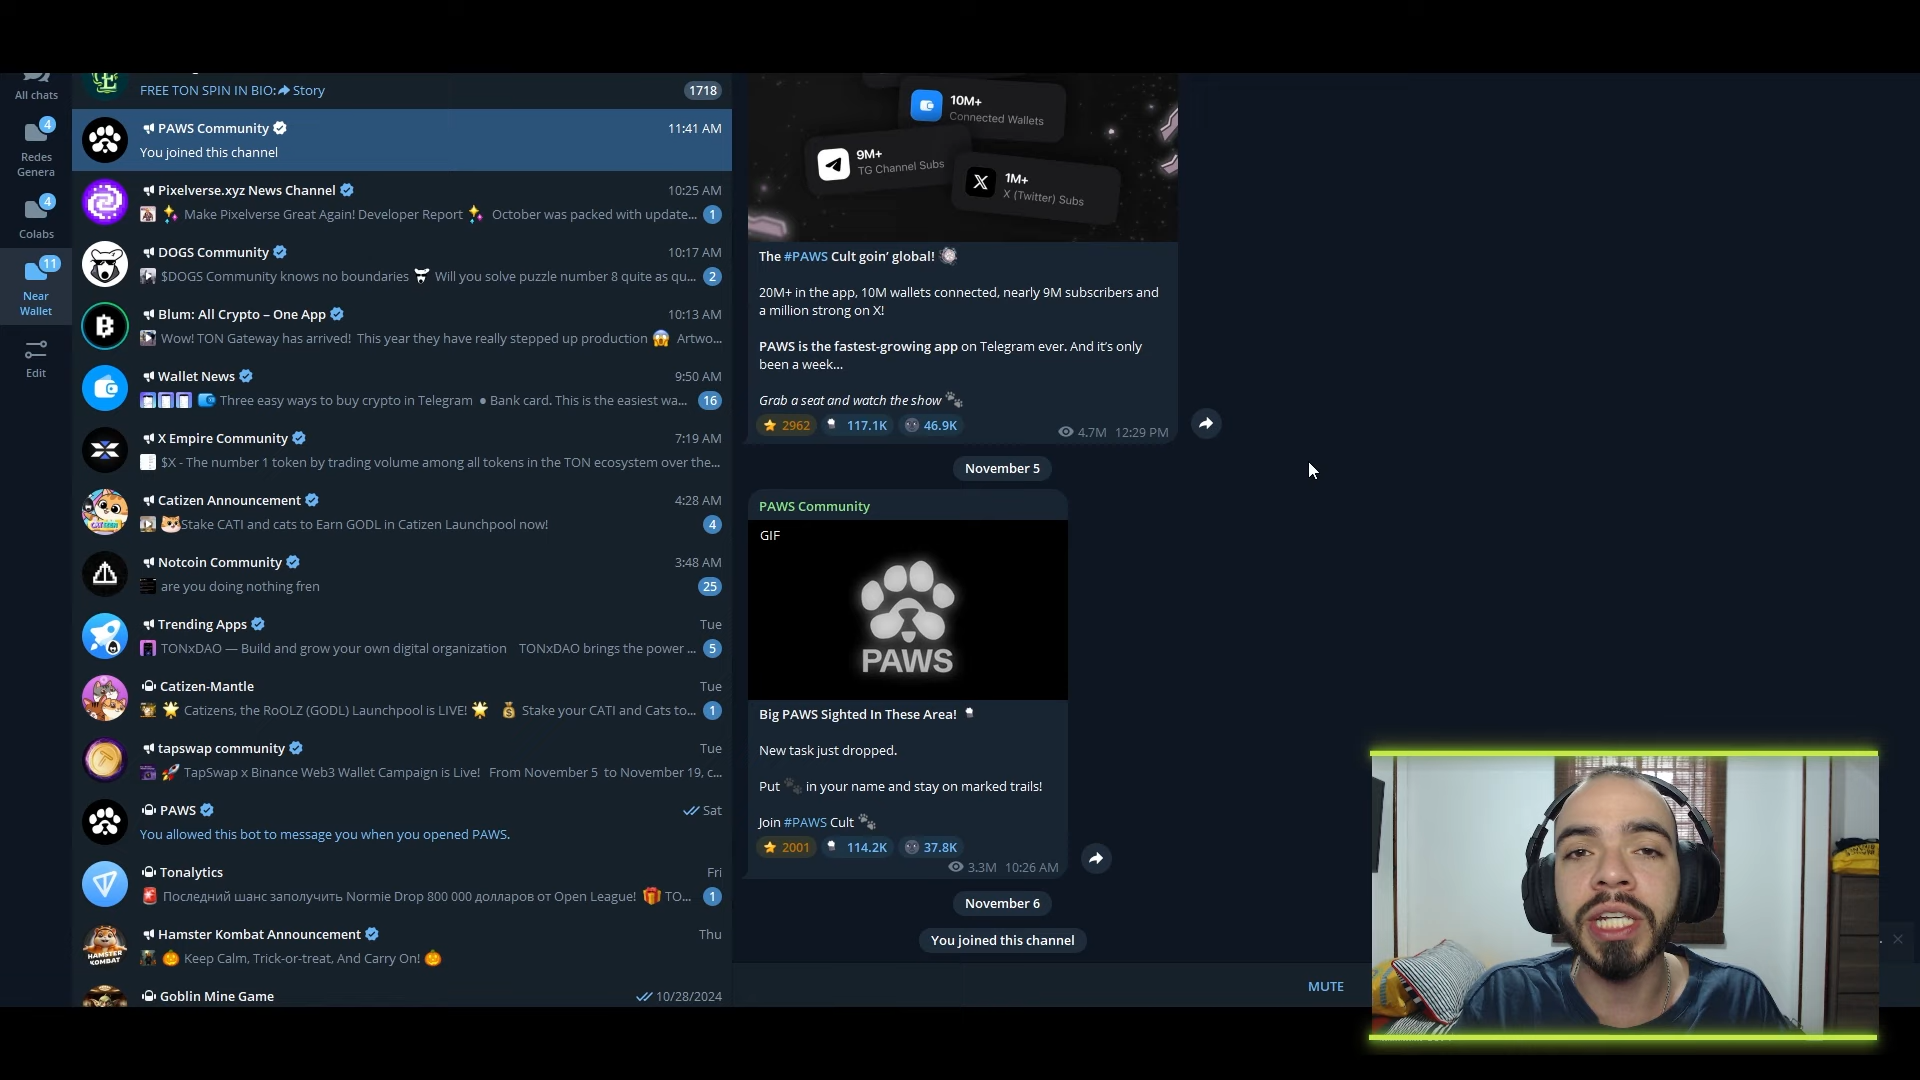 All chats
4
Redes
Genera
4
Colabs
11
Near
Wallet
Edit
FREE TON SPIN IN BIO: Story
1718
PAWS Community
11:41 AM
You joined this channel
Pixelverse.xyz News Channel
10:25 AM
Make Pixelverse Great Again! Developer Report ✨ October was packed with update...
1
DOGS Community
10:17 AM
$DOGS Community knows no boundaries Will you solve puzzle number 8 quite as qu...
2
Blum: All Crypto – One App
10:13 AM
Wow! TON Gateway has arrived! This year they have really stepped up production 😱 Artwo...
Wallet News
9:50 AM
Three easy ways to buy crypto in Telegram ● Bank card. This is the easiest wa...
16
X Empire Community
7:19 AM
$X - The number 1 token by trading volume among all tokens in the TON ecosystem over the...
Catizen Announcement
4:28 AM
Stake CATI and cats to Earn GODL in Catizen Launchpool now!
4
Notcoin Community
3:48 AM
are you doing nothing fren
25
Trending Apps
Tue
TONxDAO — Build and grow your own digital organization TONxDAO brings the power ...
5
Catizen-Mantle
Tue
🌟 Catizens, the RoOLZ (GODL) Launchpool is LIVE! 🌟 💰 Stake your CATI and Cats to...
1
tapswap community
Tue
🚀 TapSwap x Binance Web3 Wallet Campaign is Live! From November 5 to November 19, c...
PAWS
Sat
You allowed this bot to message you when you opened PAWS.
Tonalytics
Fri
🚨 Последний шанс заполучить Normie Drop 800 000 долларов от Open League! 🎁 TO...
1
Hamster Kombat Announcement
Thu
HAMSTER
KOMBAT
🎃 Keep Calm, Trick-or-treat, And Carry On! 🎃
Goblin Mine Game
10/28/2024
10M+
Connected Wallets
9M+
TG Channel Subs
1M+
X (Twitter) Subs
The #PAWS Cult goin’ global!
20M+ in the app, 10M wallets connected, nearly 9M subscribers and
a million strong on X!
PAWS is the fastest-growing app on Telegram ever. And it’s only
been a week...
Grab a seat and watch the show 🐾
2962 117.1K 46.9K
4.7M 12:29 PM
November 5
PAWS Community
GIF
PAWS
Big PAWS Sighted In These Area!
New task just dropped.
Put 🐾 in your name and stay on marked trails!
Join #PAWS Cult 🐾
2001 114.2K 37.8K
3.3M 10:26 AM
November 6
You joined this channel
MUTE